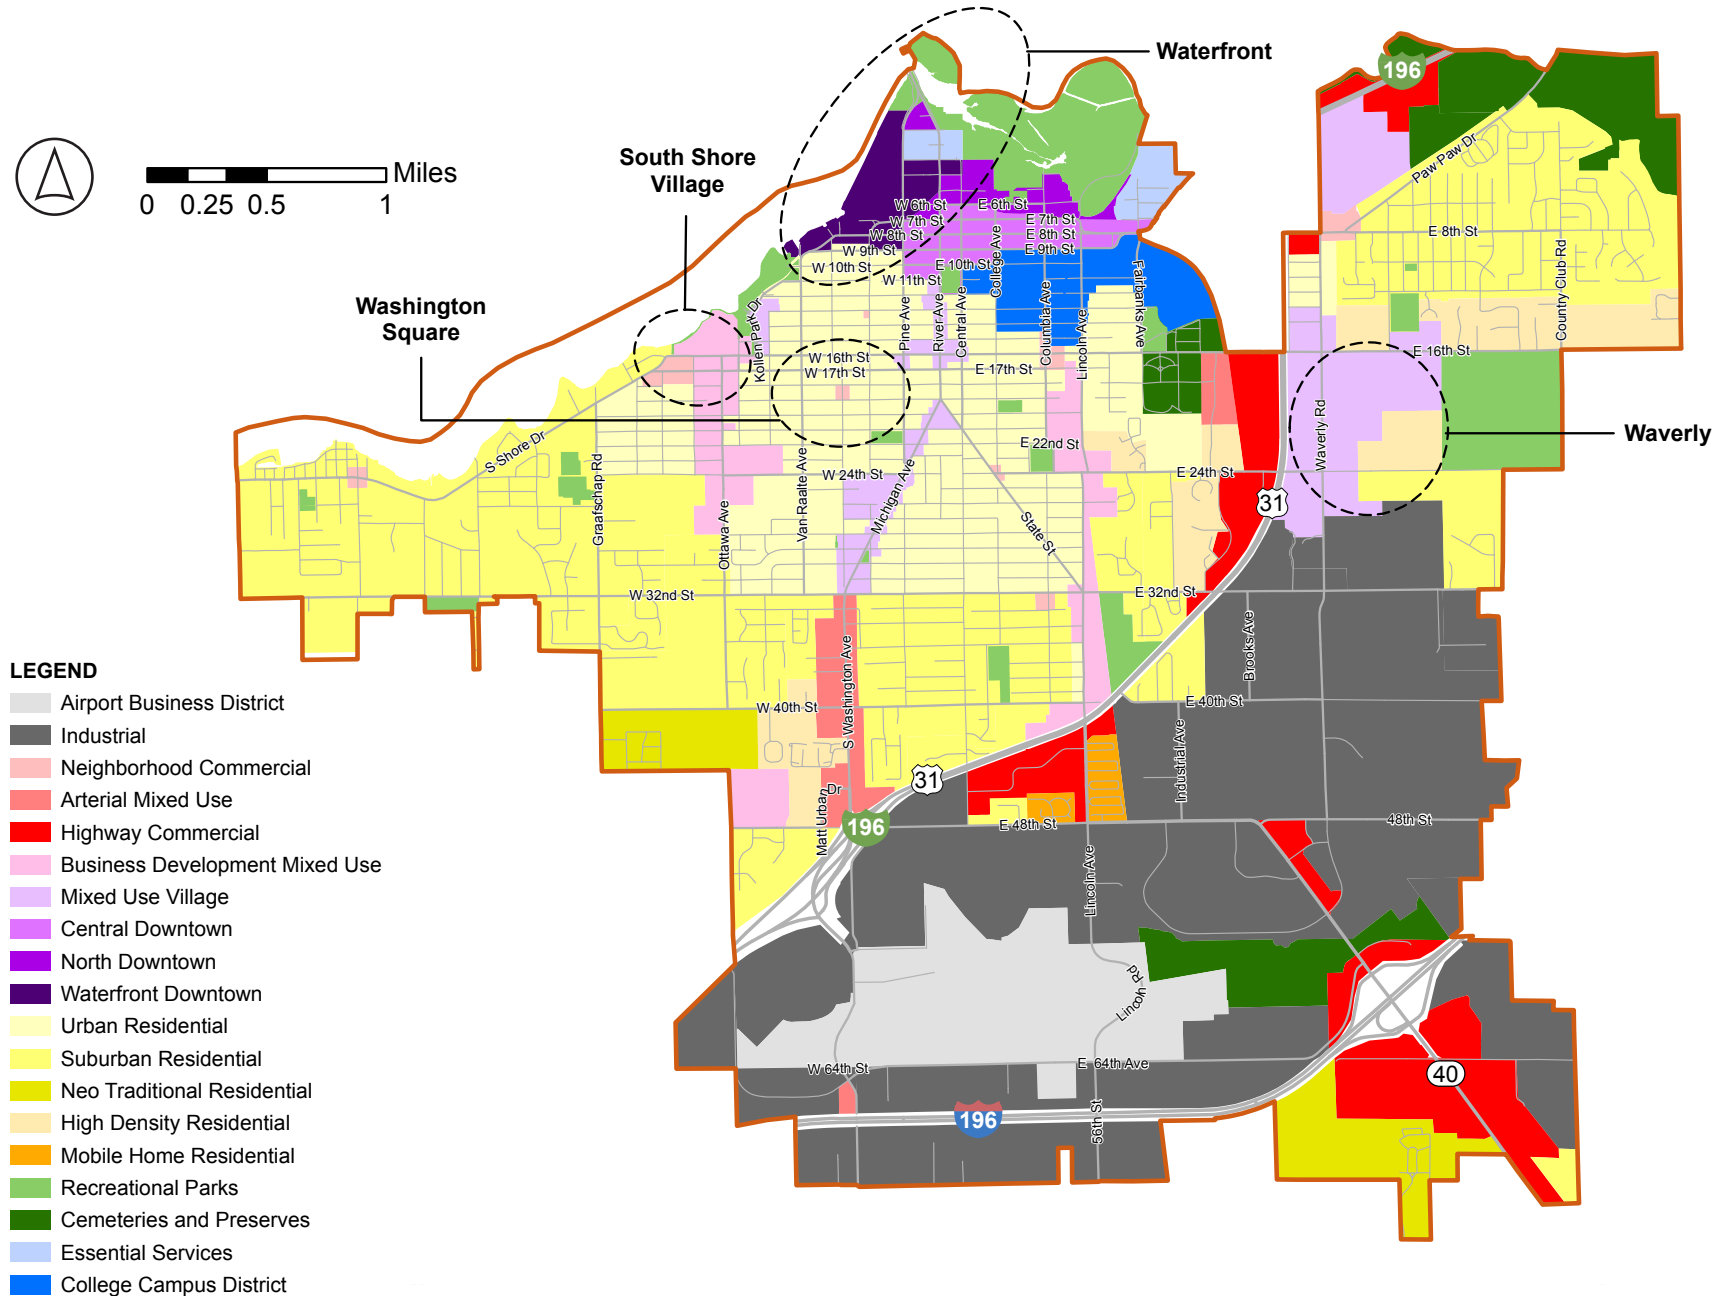 Waterfront
196
South Shore
Village
Miles
0 0.25 0.5 1
Paw Paw Dr
W 6th St
E 6th St
W 7th St
E 7th St
W 8th St
E 8th St
E 8th St
W 9th St
E 9th St
W 10th St
E 10th St
W 11th St
College Ave
Fairbanks Ave
Country Club Rd
Washington
Square
Kollen Park Dr
Pine Ave
River Ave
Central Ave
Columbia Ave
Lincoln Ave
W 16th St
E 16th St
W 17th St
E 17th St
Waverly Rd
Waverly
S Shore Dr
E 22nd St
Graafschap Rd
W 24th St
E 24th St
Van Raalte Ave
Michigan Ave
31
Ottawa Ave
State St
W 32nd St
E 32nd St
Brooks Ave
S Washington Ave
LEGEND
Airport Business District
Industrial
Neighborhood Commercial
Arterial Mixed Use
Highway Commercial
Business Development Mixed Use
Mixed Use Village
Central Downtown
North Downtown
Waterfront Downtown
Urban Residential
Suburban Residential
Neo Traditional Residential
High Density Residential
Mobile Home Residential
Recreational Parks
Cemeteries and Preserves
Essential Services
College Campus District
W 40th St
E 40th St
Industrial Ave
31
Matt Urban Dr
196
E 48th St
48th St
Lincoln Ave
Lincoln Rd
W 64th St
E 64th Ave
40
196
56th St